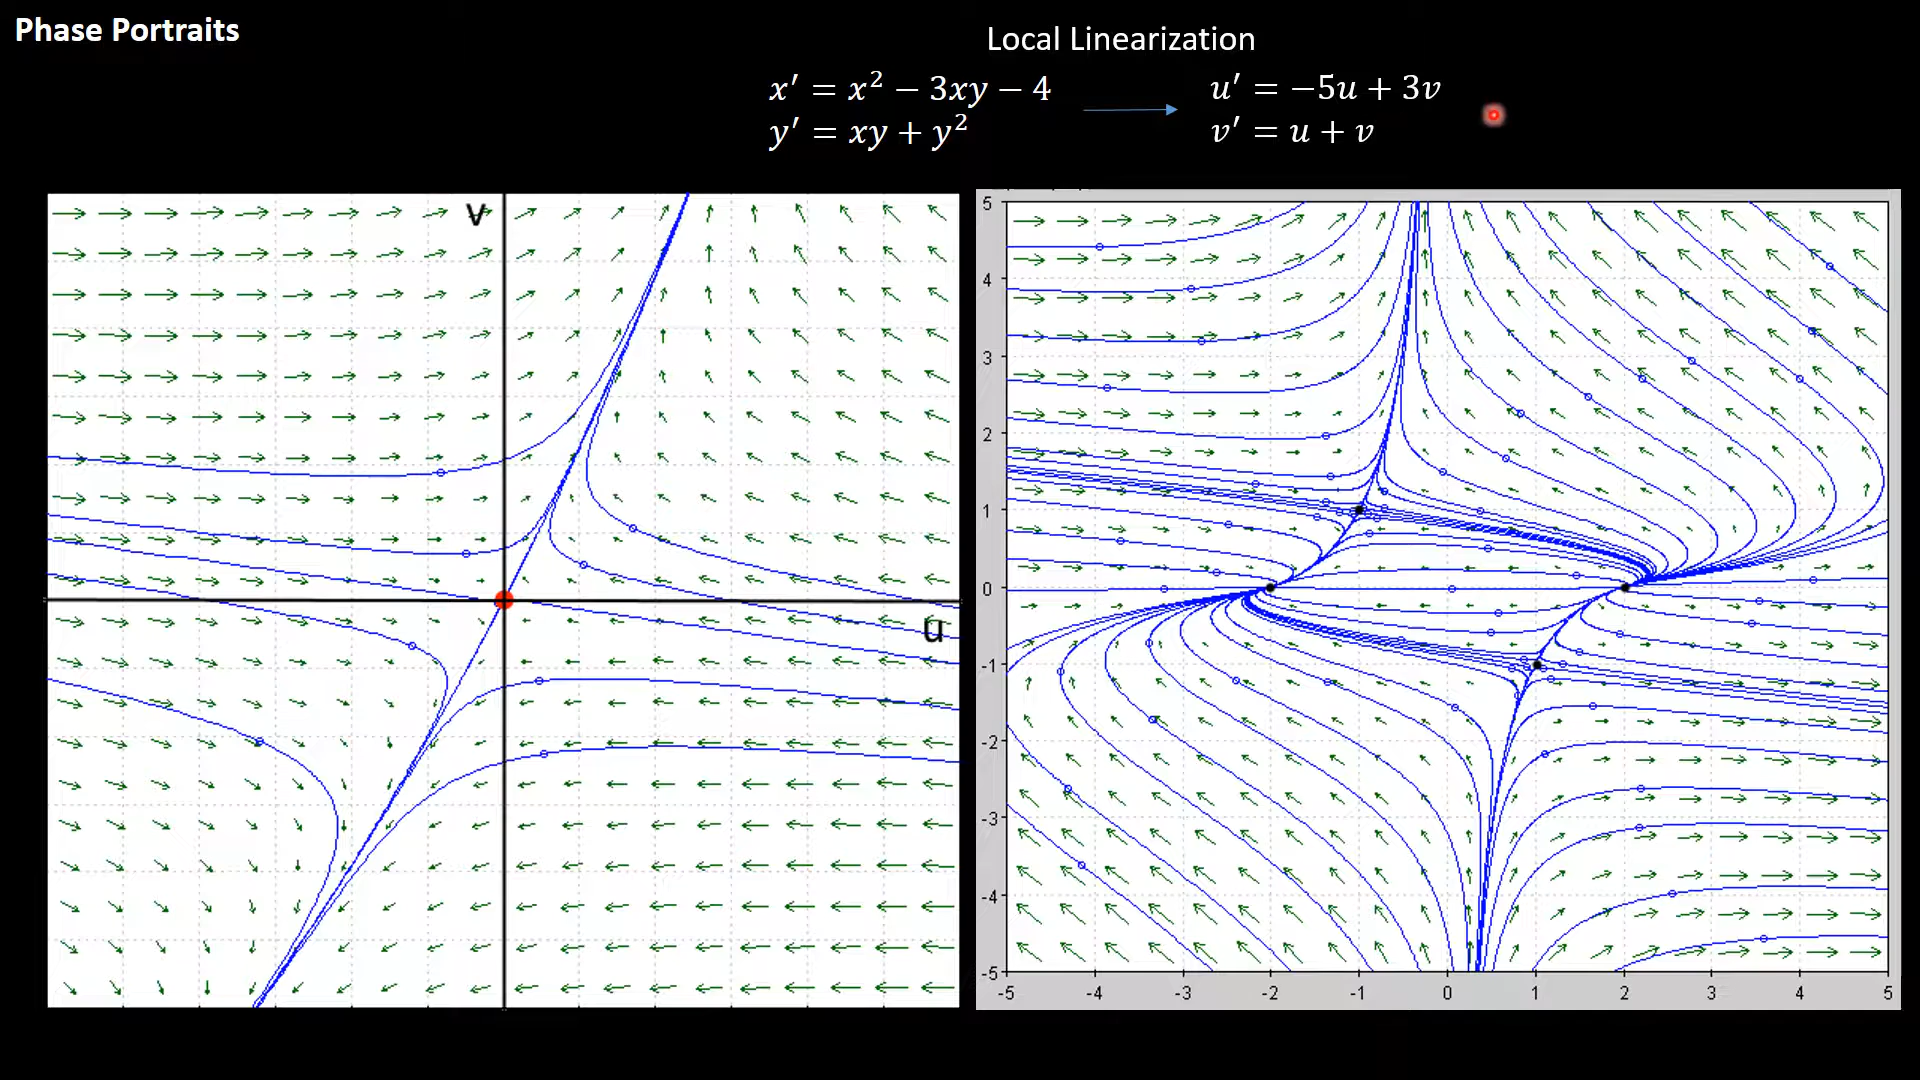 Phase Portraits
Local Linearization
x′ = x² − 3xy − 4
y′ = xy + y²
u′ = −5u + 3v
v′ = u + v
v
u
5
4
3
2
1
0
-1
-2
-3
-4
-5
-5 -4 -3 -2 -1 0 1 2 3 4 5